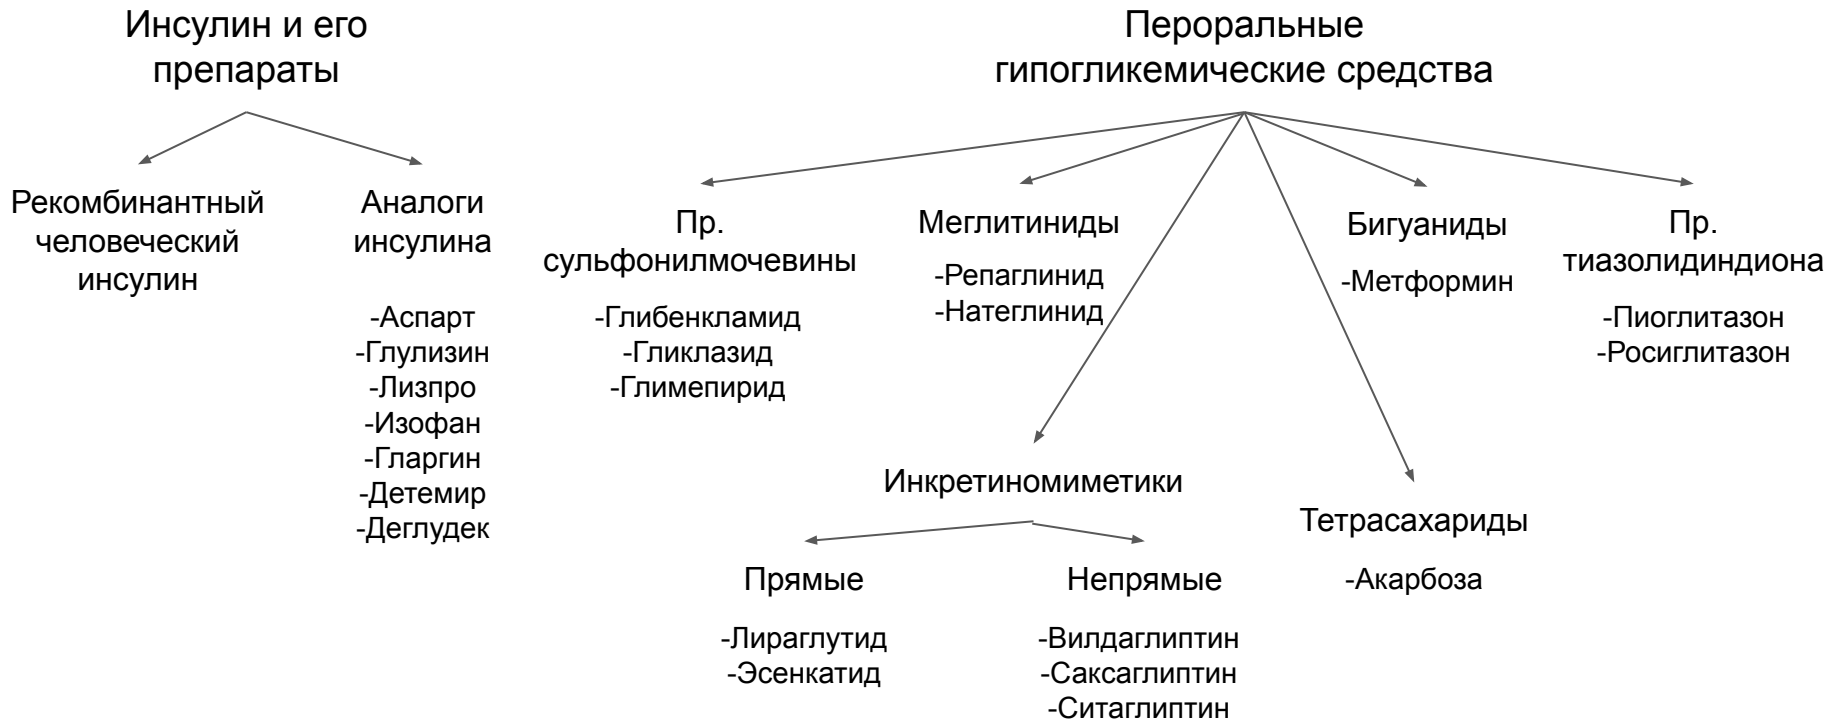 Инсулин и его
препараты
Рекомбинантный
человеческий
инсулин
Аналоги
инсулина
-Аспарт
-Глулизин
-Лизпро
-Изофан
-Гларгин
-Детемир
-Деглудек
Пероральные
гипогликемические средства
Пр.
сульфонилмочевины
-Глибенкламид
-Гликлазид
-Глимепирид
Меглитиниды
-Репаглинид
-Натеглинид
Бигуаниды
-Метформин
Пр.
тиазолидиндиона
-Пиоглитазон
-Росиглитазон
Инкретиномиметики
Прямые
-Лираглутид
-Эсенкатид
Непрямые
-Вилдаглиптин
-Саксаглиптин
-Ситаглиптин
Тетрасахариды
-Акарбоза